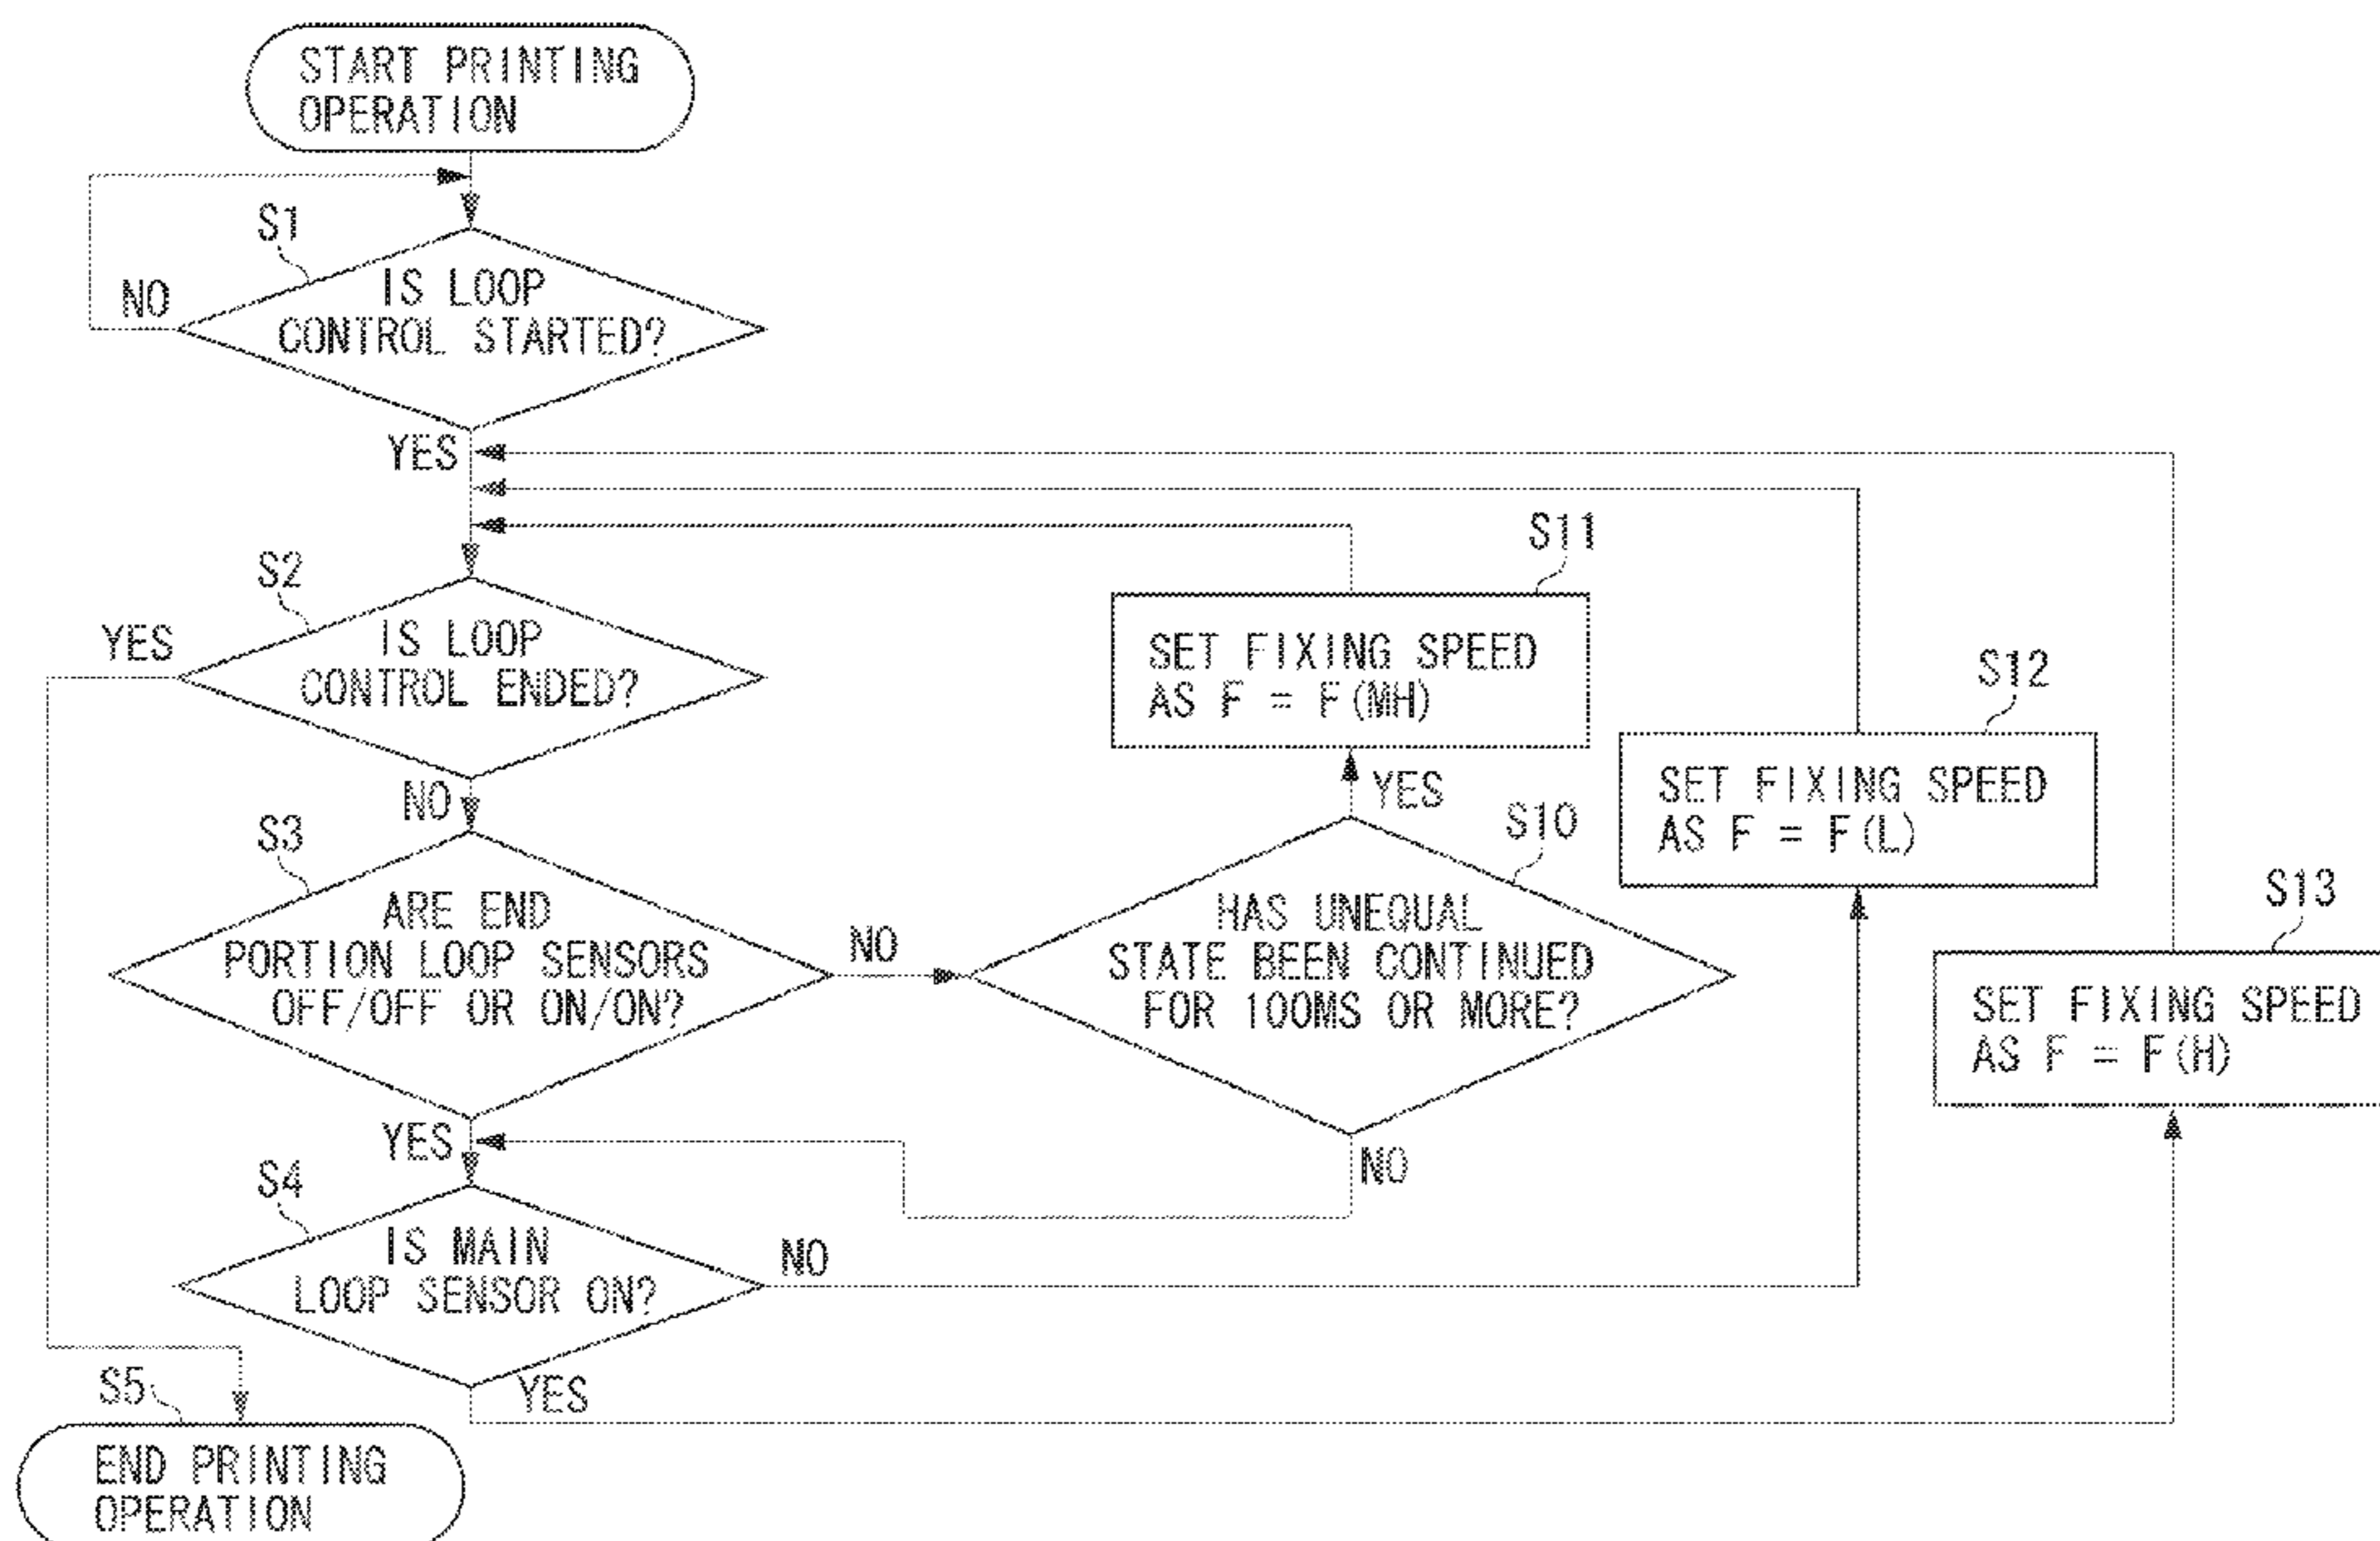 START PRINTING
OPERATION
S1
IS LOOP
CONTROL STARTED?
NO
YES
S2
IS LOOP
CONTROL ENDED?
YES
NO
S3
ARE END
PORTION LOOP SENSORS
OFF/OFF OR ON/ON?
NO
YES
S10
HAS UNEQUAL
STATE BEEN CONTINUED
FOR 100MS OR MORE?
YES
NO
S11
SET FIXING SPEED
AS F = F(MH)
S12
SET FIXING SPEED
AS F = F(L)
S13
SET FIXING SPEED
AS F = F(H)
S4
IS MAIN
LOOP SENSOR ON?
NO
YES
S5
END PRINTING
OPERATION